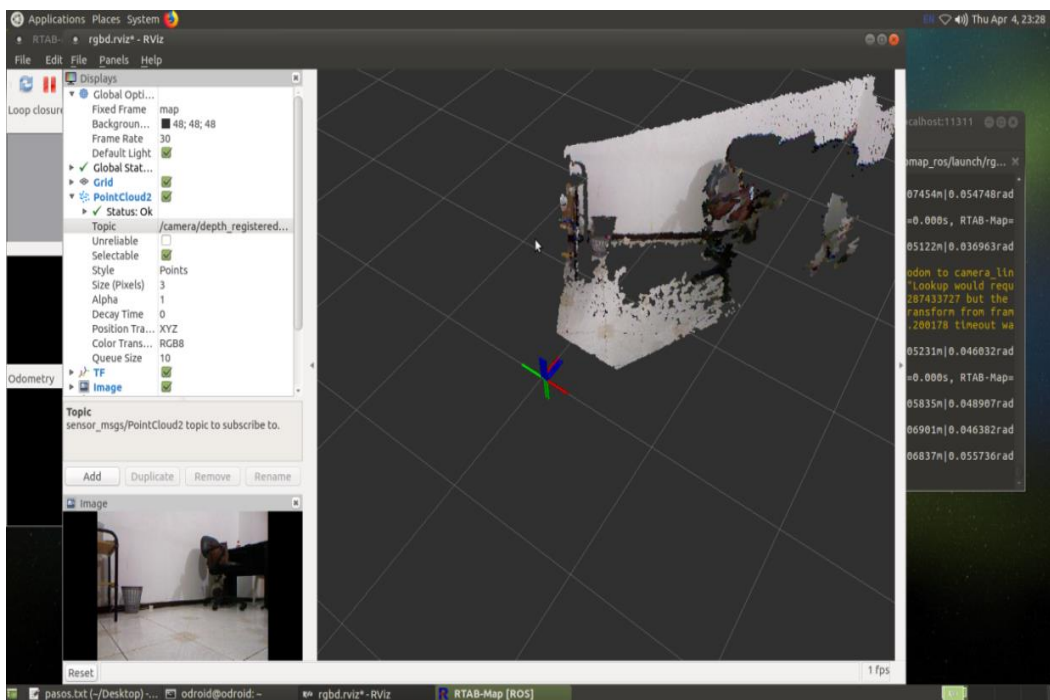 Applications Places System
EN
Thu Apr 4, 23:28
RTAB-
rgbd.rviz* - RViz
File Edit
File Panels Help
Loop closure
Odometry
Displays
Global Opti...
Fixed Frame map
Backgroun... 48; 48; 48
Frame Rate 30
Default Light
Global Stat...
Grid
PointCloud2
Status: Ok
Topic /camera/depth_registered...
Unreliable
Selectable
Style Points
Size (Pixels) 3
Alpha 1
Decay Time 0
Position Tra... XYZ
Color Trans... RGB8
Queue Size 10
TF
Image
Topic
sensor_msgs/PointCloud2 topic to subscribe to.
Add Duplicate Remove Rename
Image
Reset
1 fps
calhost:11311
omap_ros/launch/rg...
07454m|0.054748rad
=0.000s, RTAB-Map=
05122m|0.036963rad
odom to camera_lin
"Lookup would requ
287433727 but the
ransform from fram
.200178 timeout wa
05231m|0.046032rad
=0.000s, RTAB-Map=
05835m|0.048907rad
06901m|0.046382rad
06837m|0.055736rad
pasos.txt (~/Desktop) -...
odroid@odroid: ~
rgbd.rviz* - RViz
RTAB-Map [ROS]